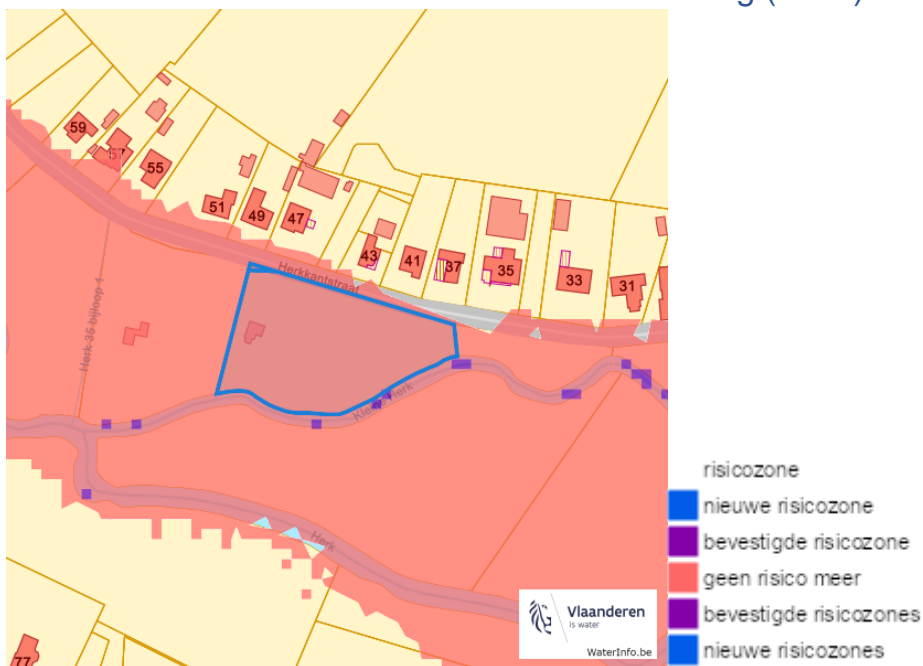 59
57
55
51
49
47
43
41
37
35
33
31
Herkkantstraat
Herk 35 bijloop 1
Kleine Herk
Herk
77
Vlaanderen
is water
WaterInfo.be
risicozone
nieuwe risicozone
bevestigde risicozone
geen risico meer
bevestigde risicozones
nieuwe risicozones